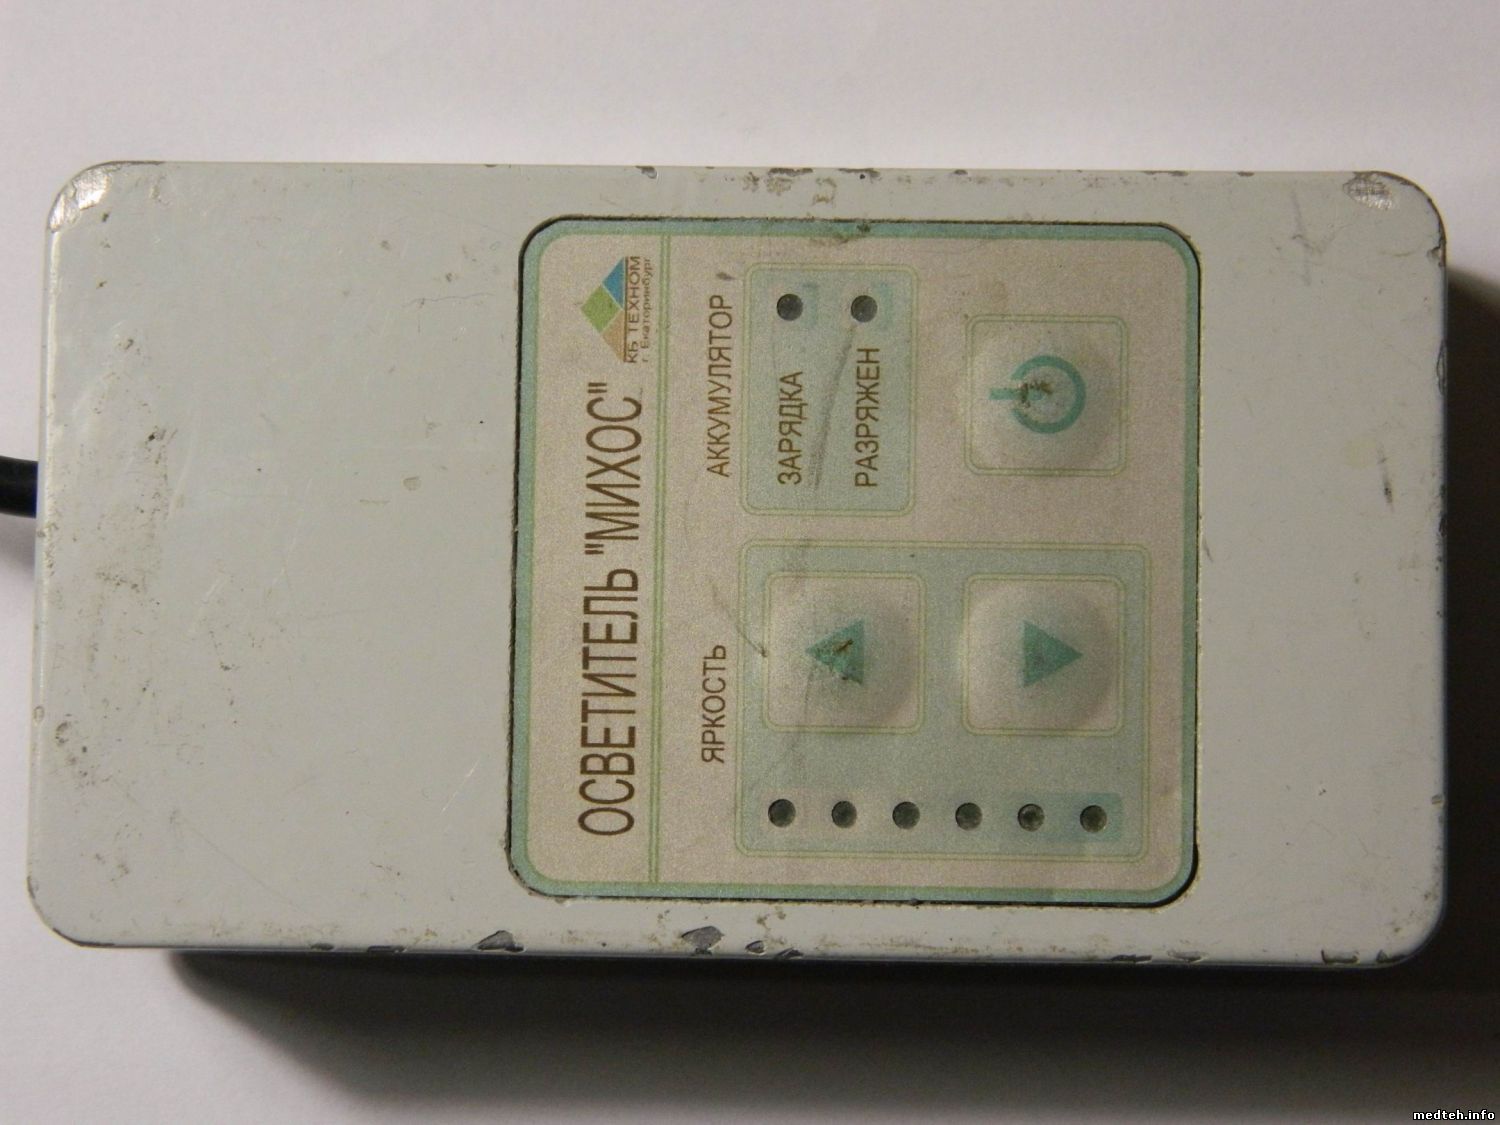 КБ ТЕХНОМ
г. Екатеринбург
ОСВЕТИТЕЛЬ "МИХОС"
ЯРКОСТЬ
АККУМУЛЯТОР
ЗАРЯДКА
РАЗРЯЖЕН
medteh.info